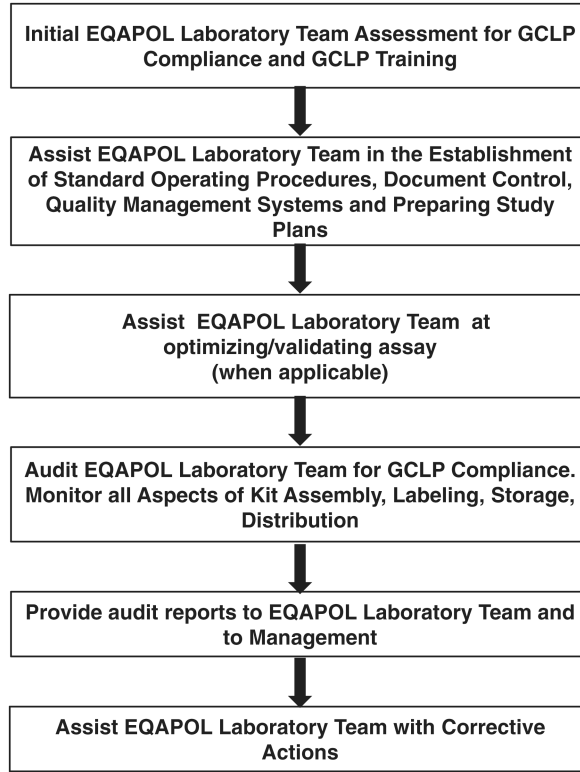 Initial EQAPOL Laboratory Team Assessment for GCLP
Compliance and GCLP Training
Assist EQAPOL Laboratory Team in the Establishment
of Standard Operating Procedures, Document Control,
Quality Management Systems and Preparing Study
Plans
Assist EQAPOL Laboratory Team at
optimizing/validating assay
(when applicable)
Audit EQAPOL Laboratory Team for GCLP Compliance.
Monitor all Aspects of Kit Assembly, Labeling, Storage,
Distribution
Provide audit reports to EQAPOL Laboratory Team and
to Management
Assist EQAPOL Laboratory Team with Corrective
Actions